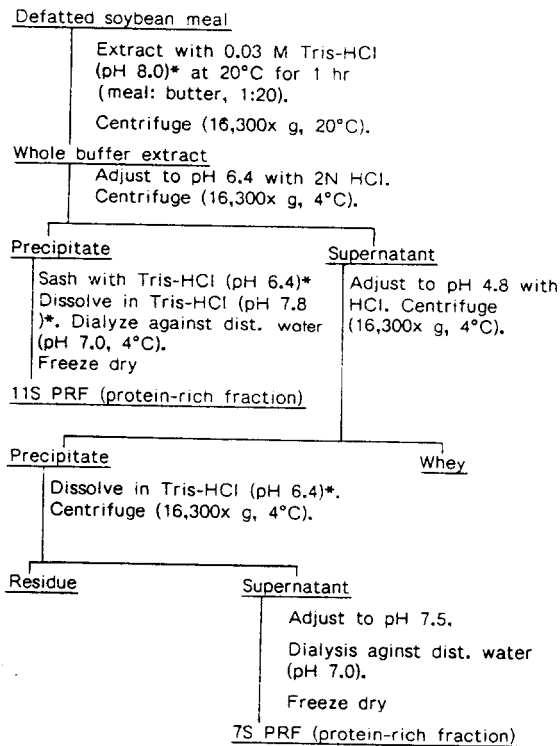 Defatted soybean meal
Extract with 0.03 M Tris-HCl
(pH 8.0)* at 20°C for 1 hr
(meal: butter, 1:20).
Centrifuge (16,300x g, 20°C).
Whole buffer extract
Adjust to pH 6.4 with 2N HCl.
Centrifuge (16,300x g, 4°C).
Precipitate
Sash with Tris-HCl (pH 6.4)*
Dissolve in Tris-HCl (pH 7.8
)*. Dialyze against dist. water
(pH 7.0, 4°C).
Freeze dry
11S PRF (protein-rich fraction)
Supernatant
Adjust to pH 4.8 with
HCl. Centrifuge
(16,300x g, 4°C).
Precipitate
Whey
Dissolve in Tris-HCl (pH 6.4)*.
Centrifuge (16,300x g, 4°C).
Residue
Supernatant
Adjust to pH 7.5.
Dialysis aginst dist. water
(pH 7.0).
Freeze dry
7S PRF (protein-rich fraction)